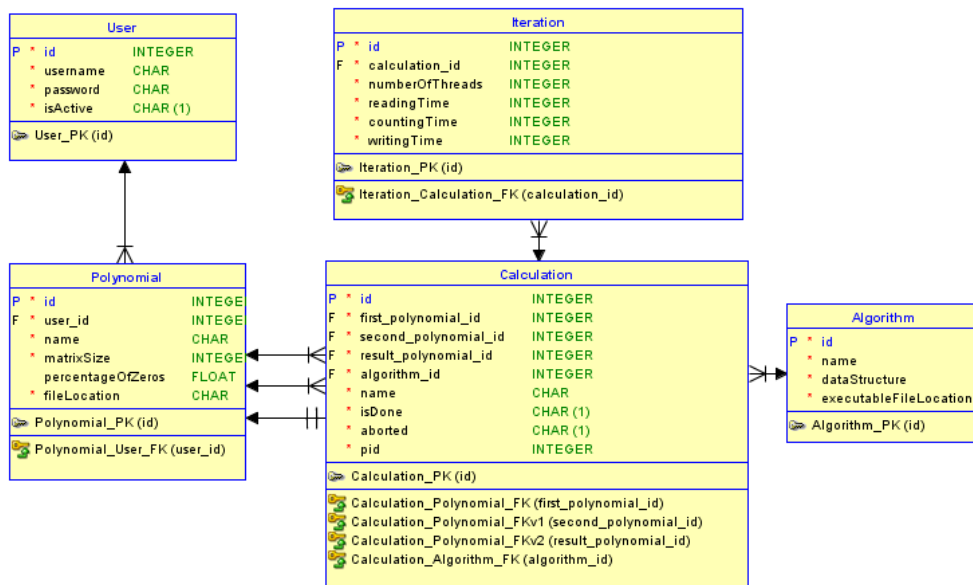 User
P * id INTEGER
* username CHAR
* password CHAR
* isActive CHAR (1)
User_PK (id)
Iteration
P * id INTEGER
F * calculation_id INTEGER
* numberOfThreads INTEGER
* readingTime INTEGER
* countingTime INTEGER
* writingTime INTEGER
Iteration_PK (id)
Iteration_Calculation_FK (calculation_id)
Polynomial
P * id INTEGE
F * user_id INTEGE
* name CHAR
* matrixSize INTEGE
percentageOfZeros FLOAT
* fileLocation CHAR
Polynomial_PK (id)
Polynomial_User_FK (user_id)
Calculation
P * id INTEGER
F * first_polynomial_id INTEGER
F * second_polynomial_id INTEGER
F * result_polynomial_id INTEGER
F * algorithm_id INTEGER
* name CHAR
* isDone CHAR (1)
* aborted CHAR (1)
* pid INTEGER
Calculation_PK (id)
Calculation_Polynomial_FK (first_polynomial_id)
Calculation_Polynomial_FKv1 (second_polynomial_id)
Calculation_Polynomial_FKv2 (result_polynomial_id)
Calculation_Algorithm_FK (algorithm_id)
Algorithm
P * id
* name
* dataStructure
* executableFileLocation
Algorithm_PK (id)